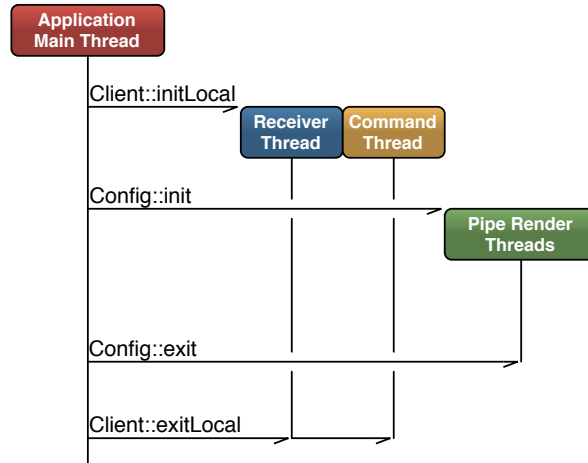 Application
Main Thread
Client::initLocal
Receiver
Thread
Command
Thread
Config::init
Pipe Render
Threads
Config::exit
Client::exitLocal